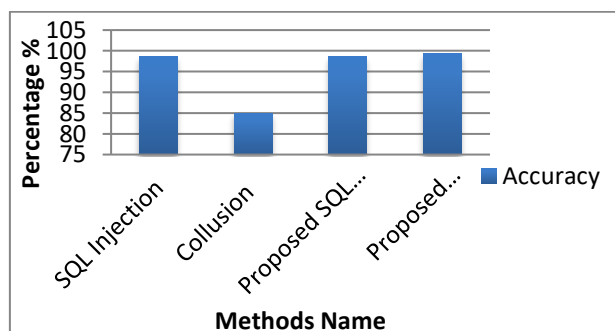 Percentage %
105
100
95
90
85
80
75
SQL Injection
Collusion
Proposed SQL...
Proposed...
Accuracy
Methods Name